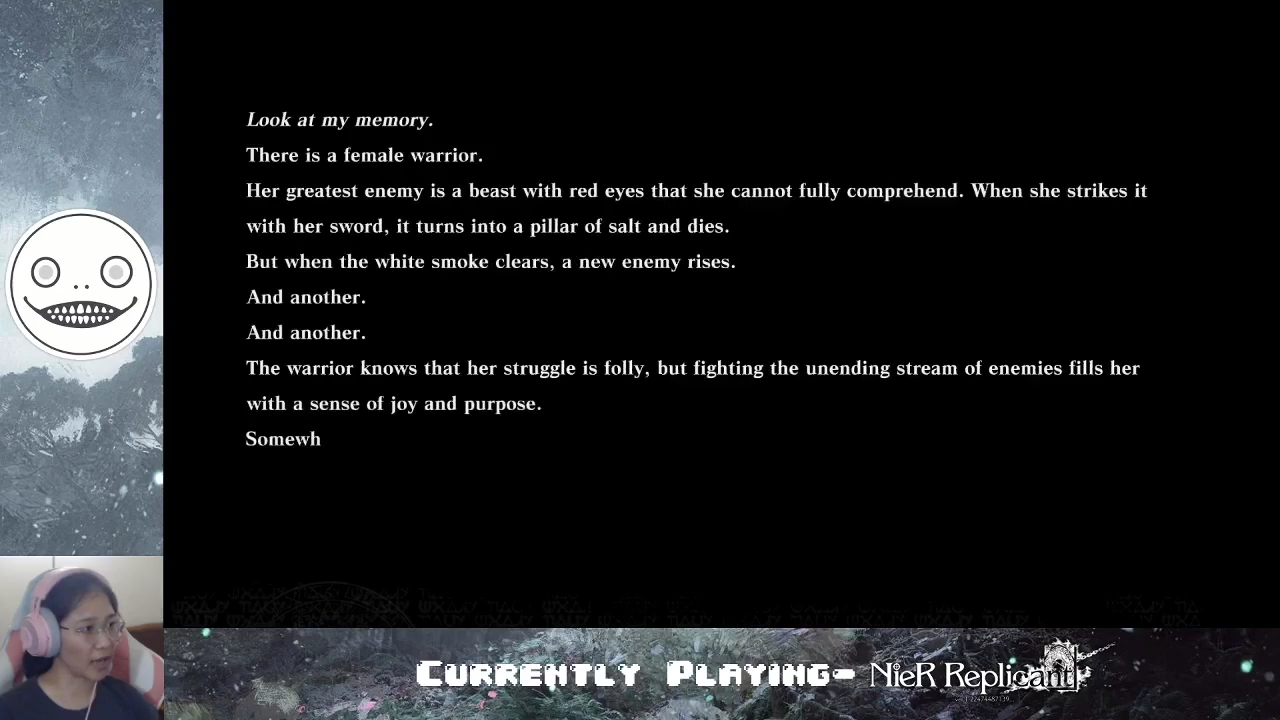 Look at my memory.
There is a female warrior.
Her greatest enemy is a beast with red eyes that she cannot fully comprehend. When she strikes it
with her sword, it turns into a pillar of salt and dies.
But when the white smoke clears, a new enemy rises.
And another.
And another.
The warrior knows that her struggle is folly, but fighting the unending stream of enemies fills her
with a sense of joy and purpose.
Somewh
Currently Playing- NieR Replicant